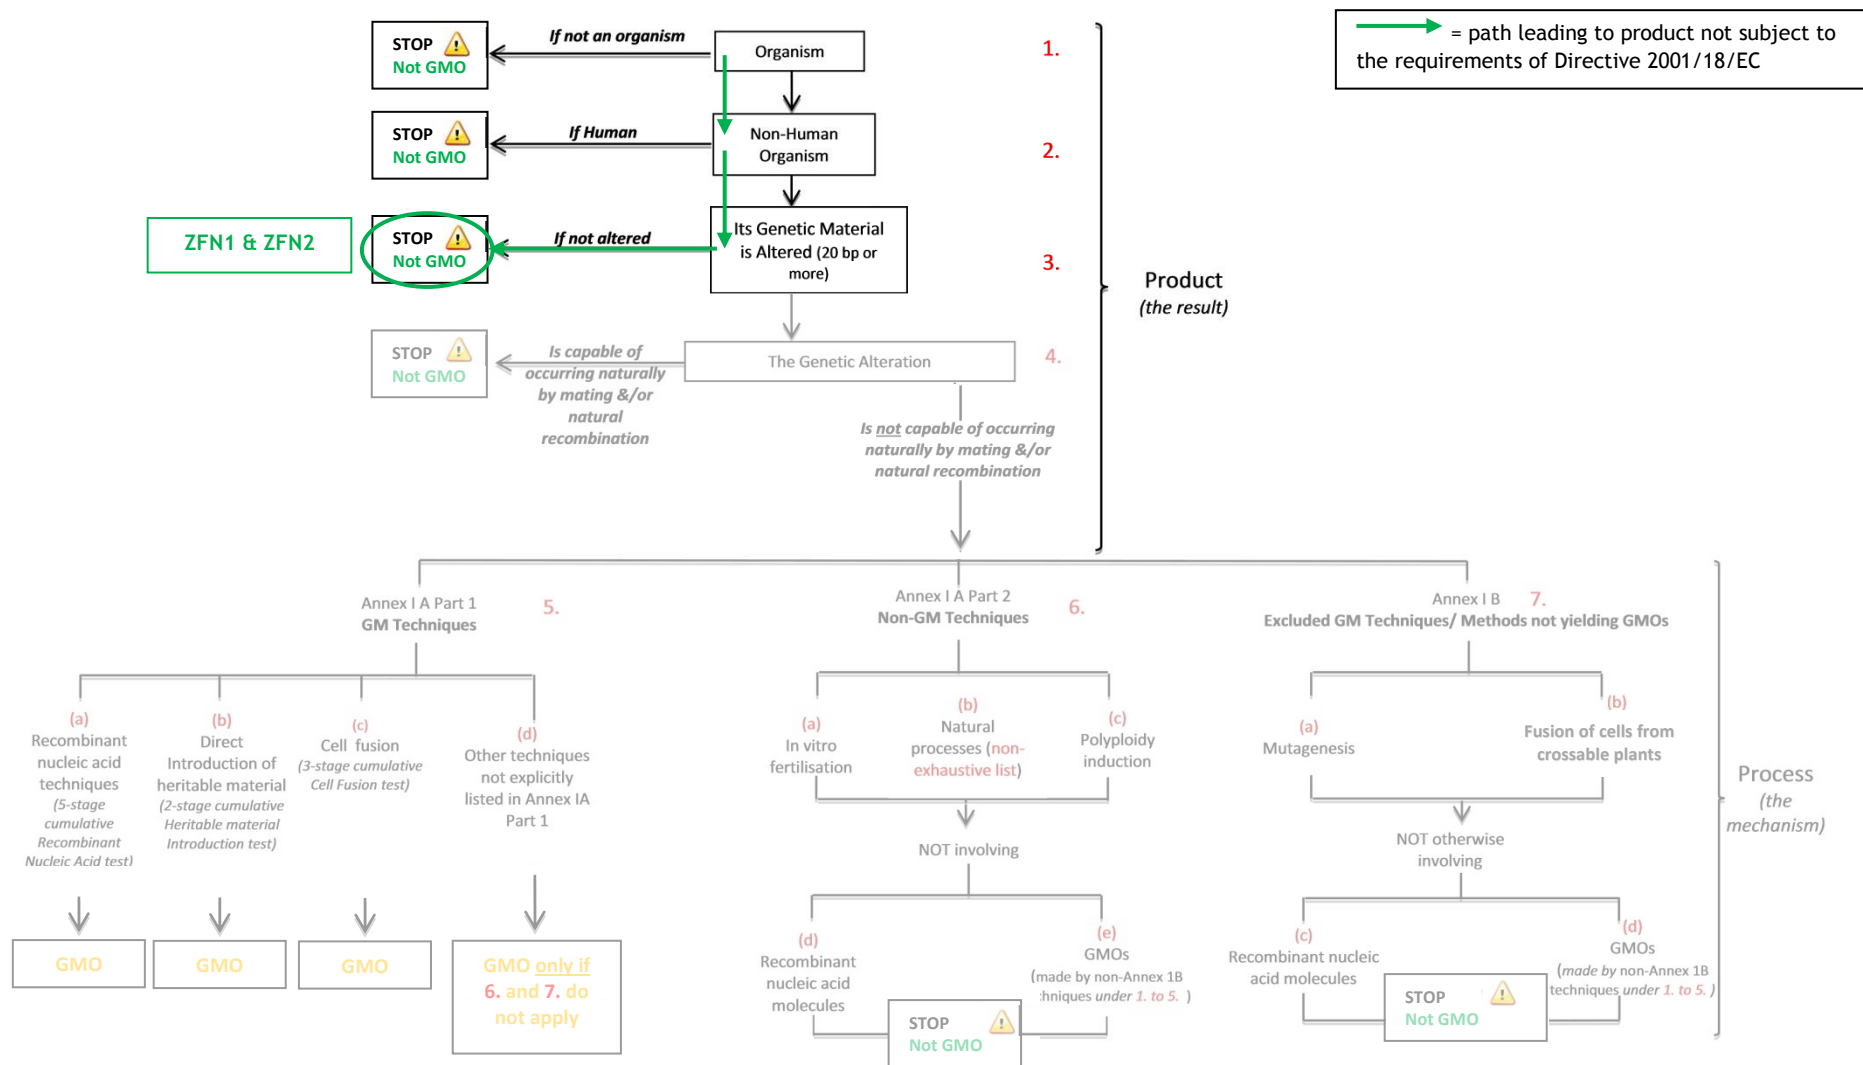 = path leading to product not subject to
the requirements of Directive 2001/18/EC
STOP
Not GMO
If not an organism
Organism
1.
STOP
Not GMO
If Human
Non-Human
Organism
2.
ZFN1 & ZFN2
STOP
Not GMO
If not altered
Its Genetic Material
is Altered (20 bp or
more)
3.
Product
(the result)
STOP
Not GMO
Is capable of
occurring naturally
by mating &/or
natural
recombination
The Genetic Alteration
4.
Is not capable of occurring
naturally by mating &/or
natural recombination
Annex I A Part 1
GM Techniques
5.
Annex I A Part 2
Non-GM Techniques
6.
Annex I B
7.
Excluded GM Techniques/ Methods not yielding GMOs
(a)
Recombinant
nucleic acid
techniques
(5-stage
cumulative
Recombinant
Nucleic Acid test)
(b)
Direct
Introduction of
heritable material
(2-stage cumulative
Heritable material
Introduction test)
(c)
Cell fusion
(3-stage cumulative
Cell Fusion test)
(d)
Other techniques
not explicitly
listed in Annex IA
Part 1
(a)
In vitro
fertilisation
(b)
Natural
processes (non-
exhaustive list)
(c)
Polyploidy
induction
(a)
Mutagenesis
(b)
Fusion of cells from
crossable plants
Process
(the
mechanism)
NOT involving
NOT otherwise
involving
GMO
GMO
GMO
GMO only if
6. and 7. do
not apply
(d)
Recombinant
nucleic acid
molecules
(e)
GMOs
(made by non-Annex 1B
hniques under 1. to 5. )
STOP
Not GMO
(c)
Recombinant nucleic
acid molecules
(d)
GMOs
(made by non-Annex 1B
techniques under 1. to 5. )
STOP
Not GMO